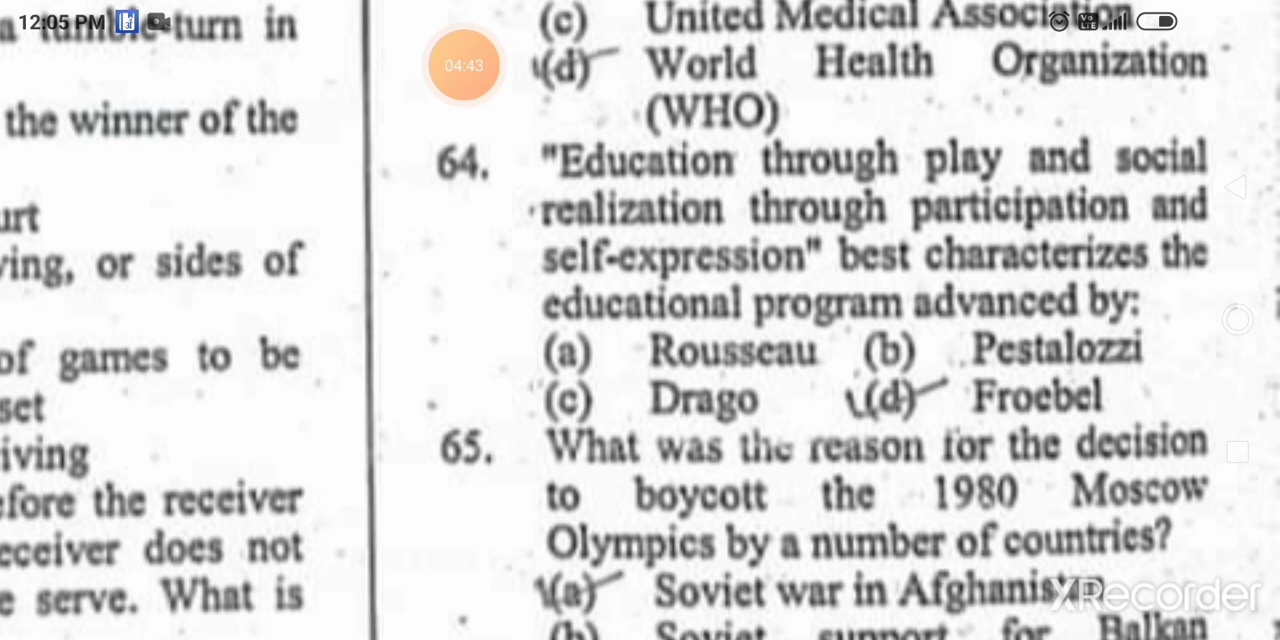 12:05 PM
04:43
a tumble turn in
the winner of the
urt
ving, or sides of
of games to be
set
iving
efore the receiver
eceiver does not
e serve. What is
(c) United Medical Association
(d) World Health Organization
(WHO)
64. "Education through play and social
realization through participation and
self-expression" best characterizes the
educational program advanced by:
(a) Rousseau (b) Pestalozzi
(c) Drago (d) Froebel
65. What was the reason for the decision
to boycott the 1980 Moscow
Olympics by a number of countries?
(a) Soviet war in Afghanistan
(b) Soviet support for Balkan
XRecorder